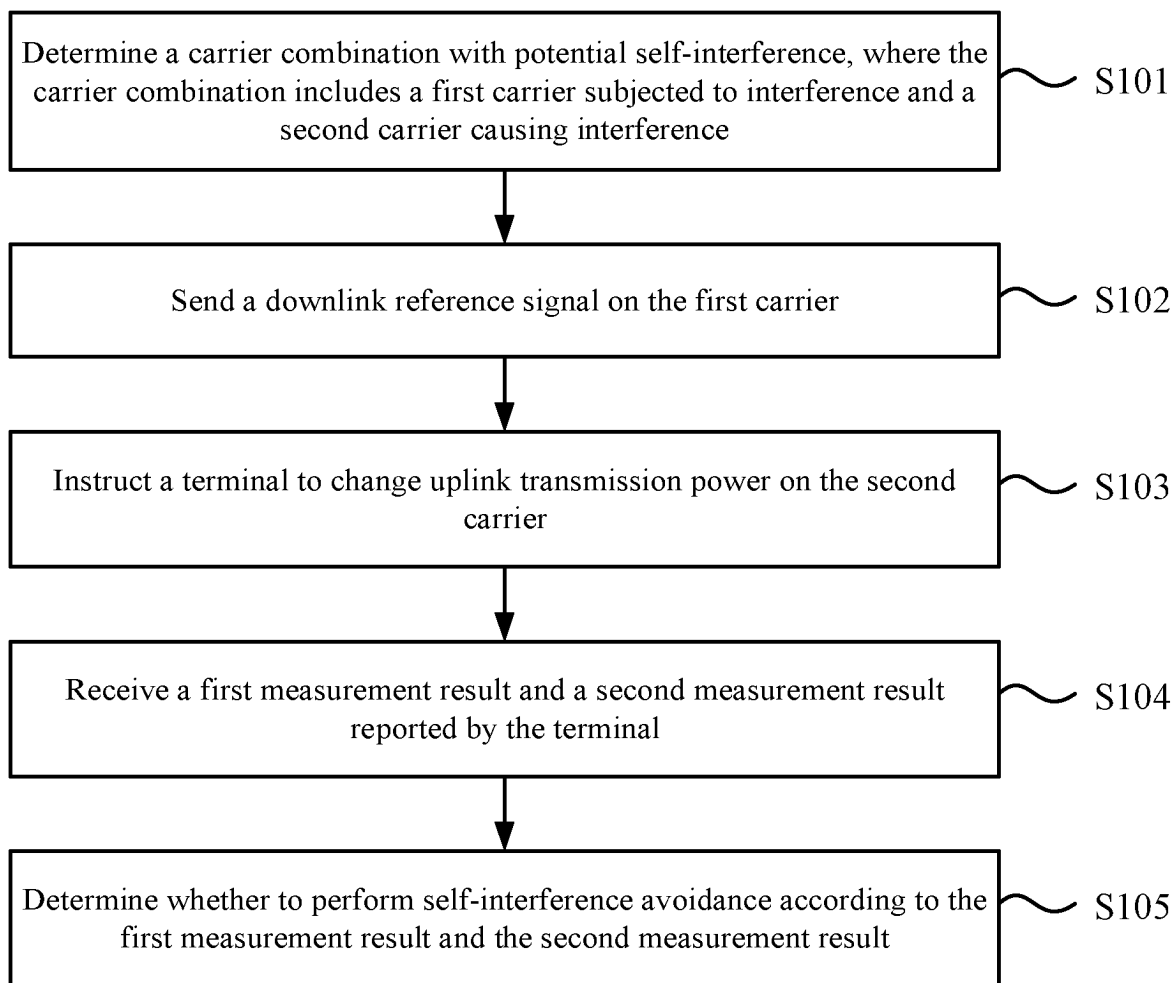 Determine a carrier combination with potential self-interference, where the
carrier combination includes a first carrier subjected to interference and a
second carrier causing interference
S101
Send a downlink reference signal on the first carrier
S102
Instruct a terminal to change uplink transmission power on the second
carrier
S103
Receive a first measurement result and a second measurement result
reported by the terminal
S104
Determine whether to perform self-interference avoidance according to the
first measurement result and the second measurement result
S105